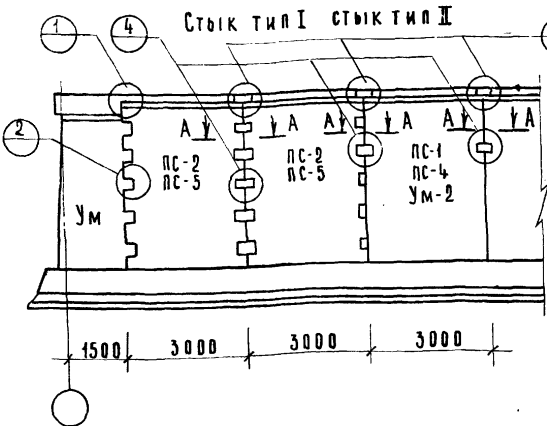 1
4
Стык тип I стык тип II
2
А А А А А А
ПС-2
ПС-5
ПС-2
ПС-5
ПС-1
ПС-4
Ум-2
Ум
1500 3000 3000 3000